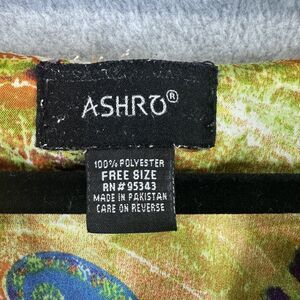 ASHRO®
100% POLYESTER
FREE SIZE
RN# 95343
MADE IN PAKISTAN
CARE ON REVERSE